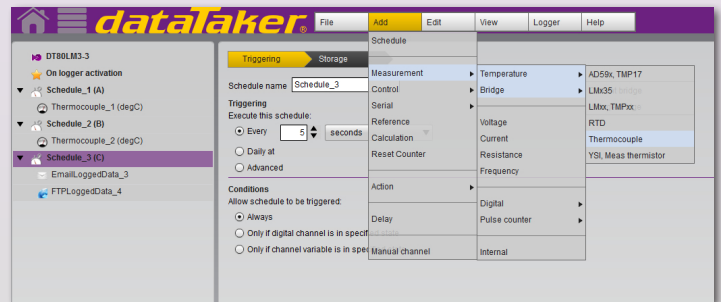 dataTaker®
File Add Edit View Logger Help
DT80LM3-3
On logger activation
Schedule_1 (A)
Thermocouple_1 (degC)
Schedule_2 (B)
Thermocouple_2 (degC)
Schedule_3 (C)
EmailLoggedData_3
FTPLoggedData_4
Triggering Storage
Schedule name Schedule_3
Triggering
Execute this schedule:
Every 5 seconds
Daily at
Advanced
Conditions
Allow schedule to be triggered:
Always
Only if digital channel is in specif
Only if channel variable is in spec
Schedule
Measurement
Control
Serial
Reference
Calculation
Reset Counter
Action
Delay
Manual channel
Temperature
Bridge
Voltage
Current
Resistance
Frequency
Digital
Pulse counter
Internal
AD59x, TMP17
LMx35
LMxx, TMPxx
RTD
Thermocouple
YSI, Meas thermistor